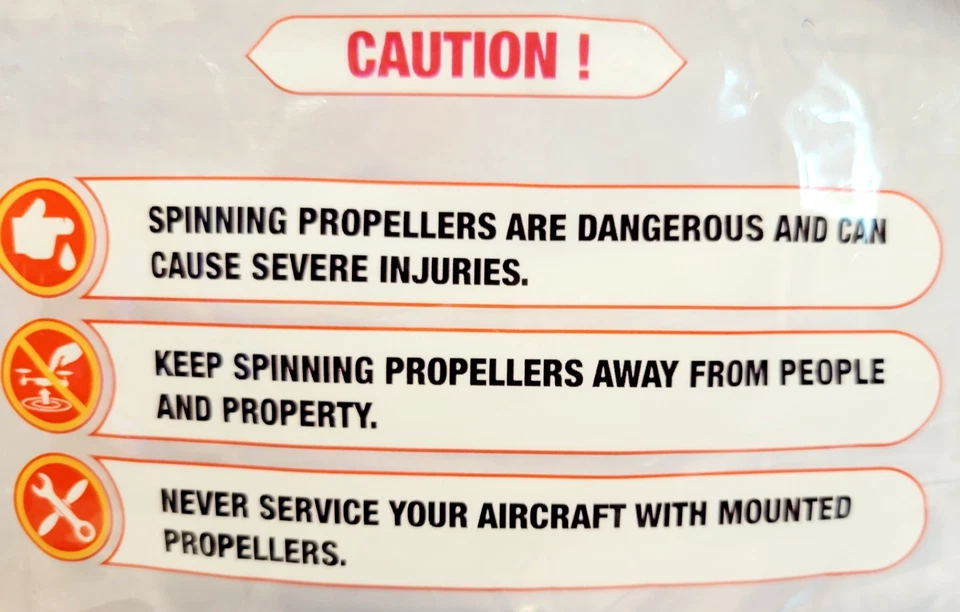 CAUTION !
SPINNING PROPELLERS ARE DANGEROUS AND CAN
CAUSE SEVERE INJURIES.
KEEP SPINNING PROPELLERS AWAY FROM PEOPLE
AND PROPERTY.
NEVER SERVICE YOUR AIRCRAFT WITH MOUNTED
PROPELLERS.